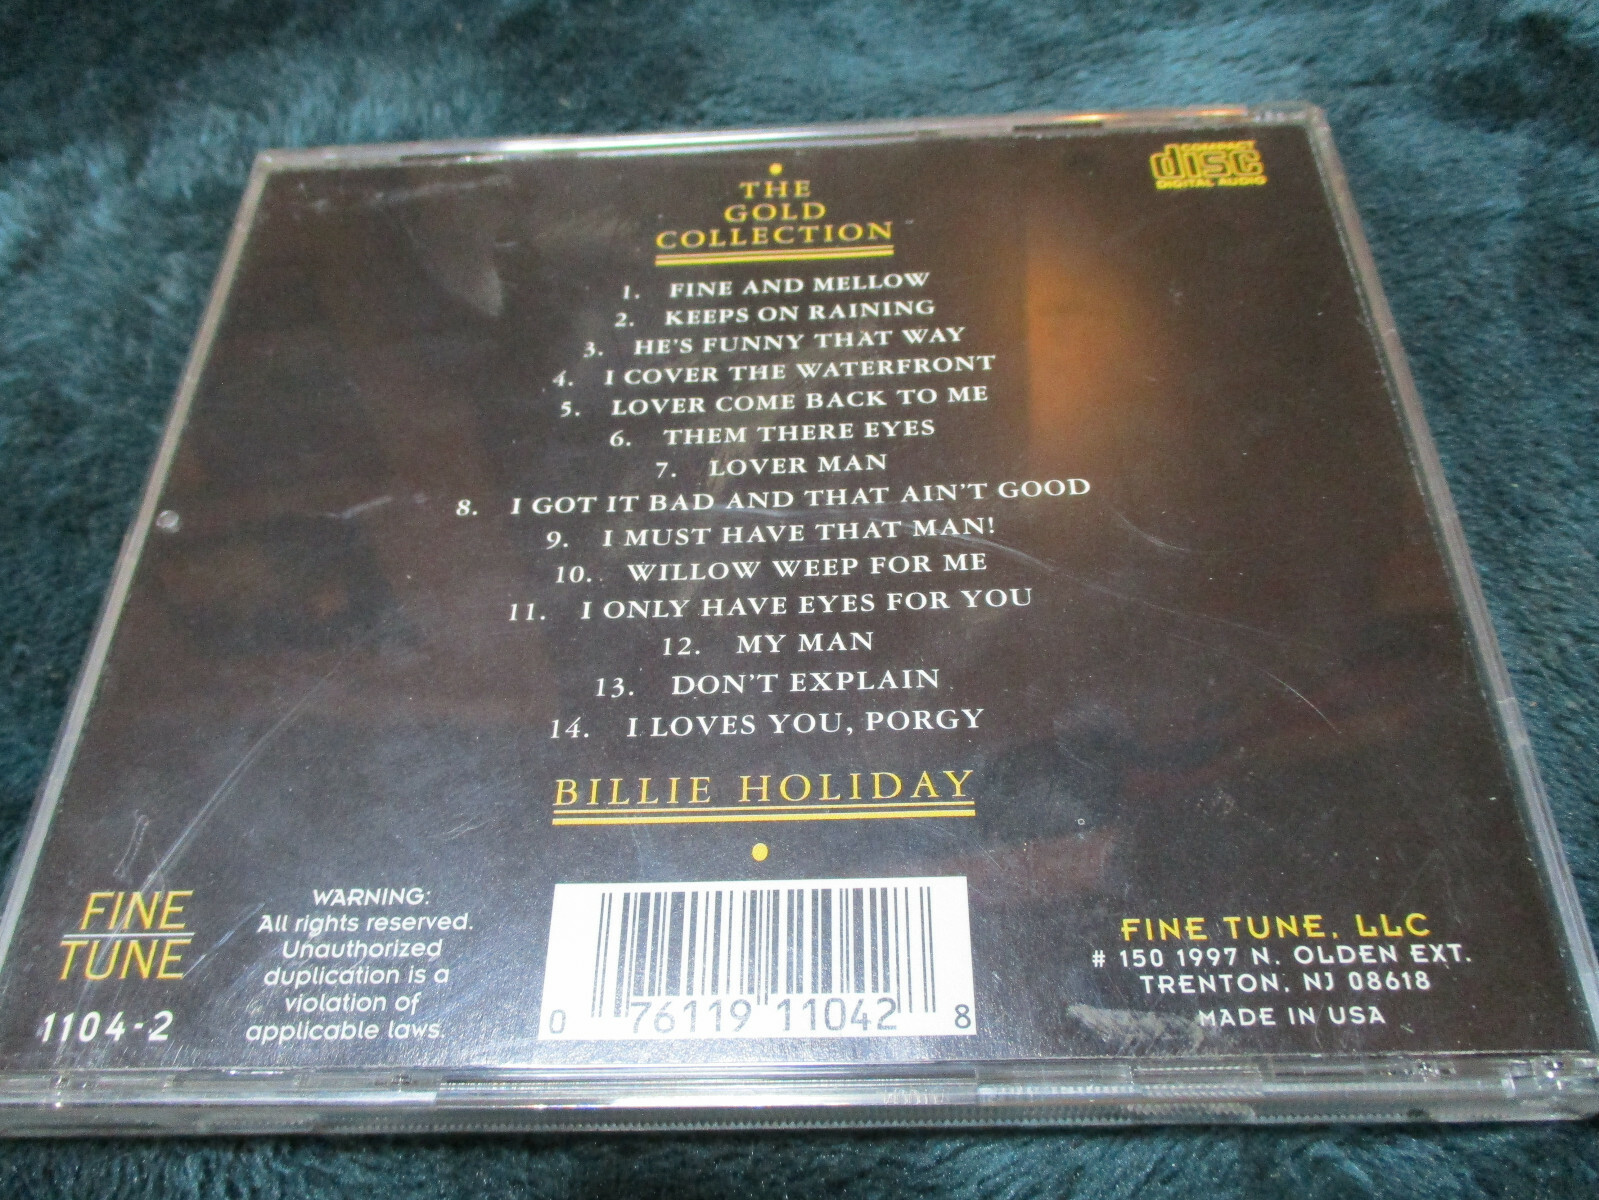 COMPACT
disc
DIGITAL AUDIO
THE
GOLD
COLLECTION
1. FINE AND MELLOW
2. KEEPS ON RAINING
3. HE'S FUNNY THAT WAY
4. I COVER THE WATERFRONT
5. LOVER COME BACK TO ME
6. THEM THERE EYES
7. LOVER MAN
8. I GOT IT BAD AND THAT AIN'T GOOD
9. I MUST HAVE THAT MAN!
10. WILLOW WEEP FOR ME
11. I ONLY HAVE EYES FOR YOU
12. MY MAN
13. DON'T EXPLAIN
14. I LOVES YOU, PORGY
BILLIE HOLIDAY
FINE
TUNE
1104-2
WARNING:
All rights reserved.
Unauthorized
duplication is a
violation of
applicable laws.
0 76119 11042 8
FINE TUNE, LLC
# 150 1997 N. OLDEN EXT.
TRENTON, NJ 08618
MADE IN USA